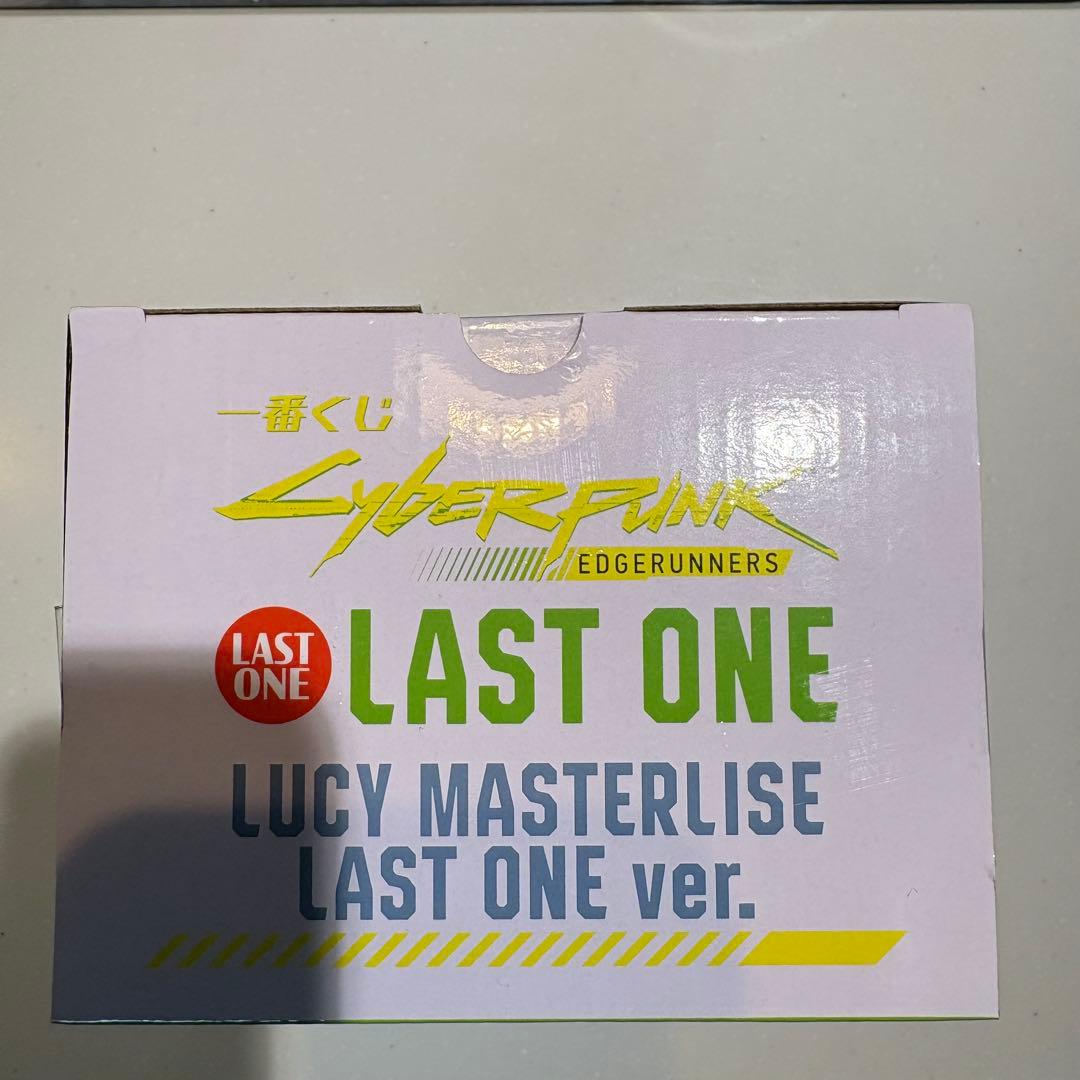 一番くじ
Cyberpunk
EDGERUNNERS
LAST
ONE
LAST ONE
LUCY MASTERLISE
LAST ONE ver.